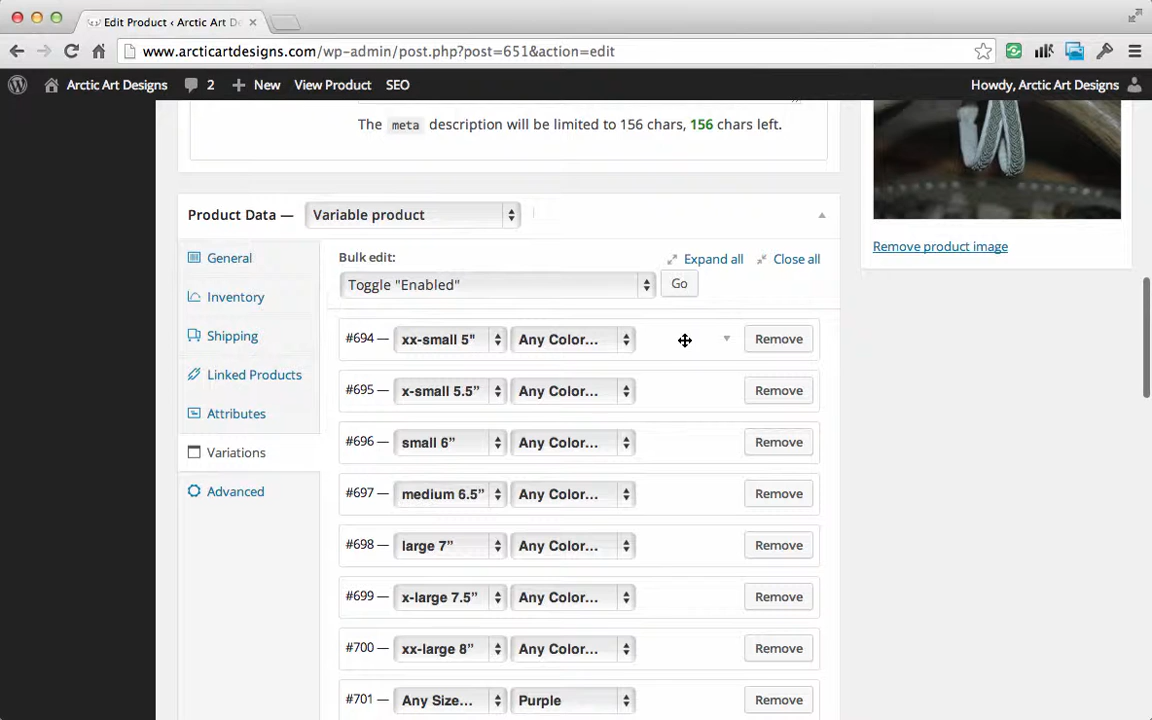 Edit Product ‹ Arctic Art De
www.arcticartdesigns.com/wp-admin/post.php?post=651&action=edit
Arctic Art Designs 2 New View Product SEO Howdy, Arctic Art Designs
The meta description will be limited to 156 chars, 156 chars left.
Product Data — Variable product
Remove product image
General
Inventory
Shipping
Linked Products
Attributes
Variations
Advanced
Bulk edit: Expand all Close all
Toggle "Enabled" Go
#694 — xx-small 5" Any Color... Remove
#695 — x-small 5.5” Any Color... Remove
#696 — small 6” Any Color... Remove
#697 — medium 6.5” Any Color... Remove
#698 — large 7” Any Color... Remove
#699 — x-large 7.5” Any Color... Remove
#700 — xx-large 8” Any Color... Remove
#701 — Any Size... Purple Remove